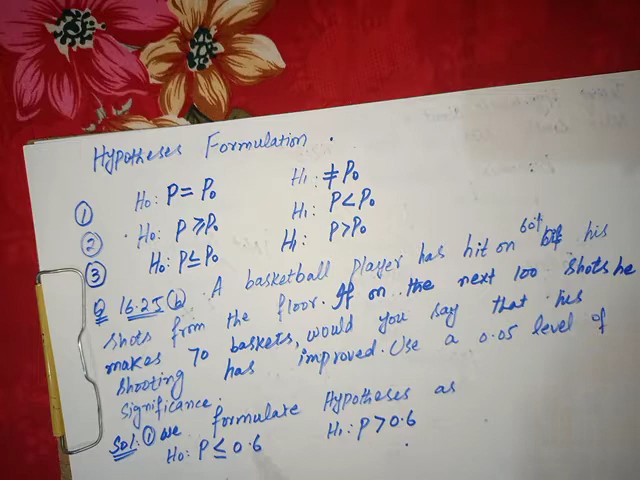 Hypotheses Formulation.
① H₀: P = P₀ H₁: ≠ P₀
② H₀: P ≥ P₀ H₁: P < P₀
③ H₀: P ≤ P₀ H₁: P > P₀
Q 16.25 (b) A basketball player has hit on 60% his
shots from the floor. If on the next 100 shots he
makes 70 baskets, would you say that his
shooting has improved. Use a 0.05 level of
significance.
Sol: ① we formulate Hypotheses as
H₀: P ≤ 0.6 H₁: P > 0.6